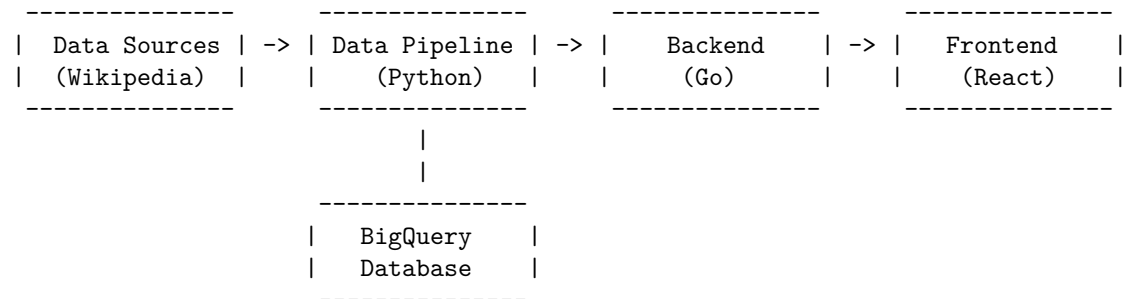 Data Sources -> Data Pipeline -> Backend -> Frontend
(Wikipedia) (Python) (Go) (React)
BigQuery
Database